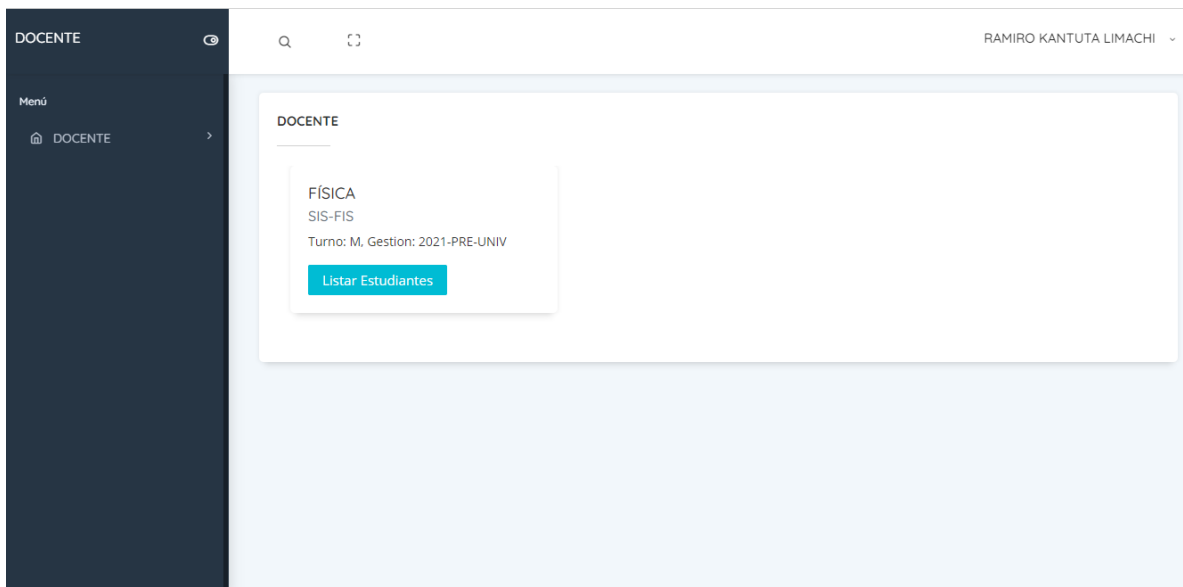 DOCENTE
RAMIRO KANTUTA LIMACHI
Menú
DOCENTE
DOCENTE
FÍSICA
SIS-FIS
Turno: M, Gestion: 2021-PRE-UNIV
Listar Estudiantes